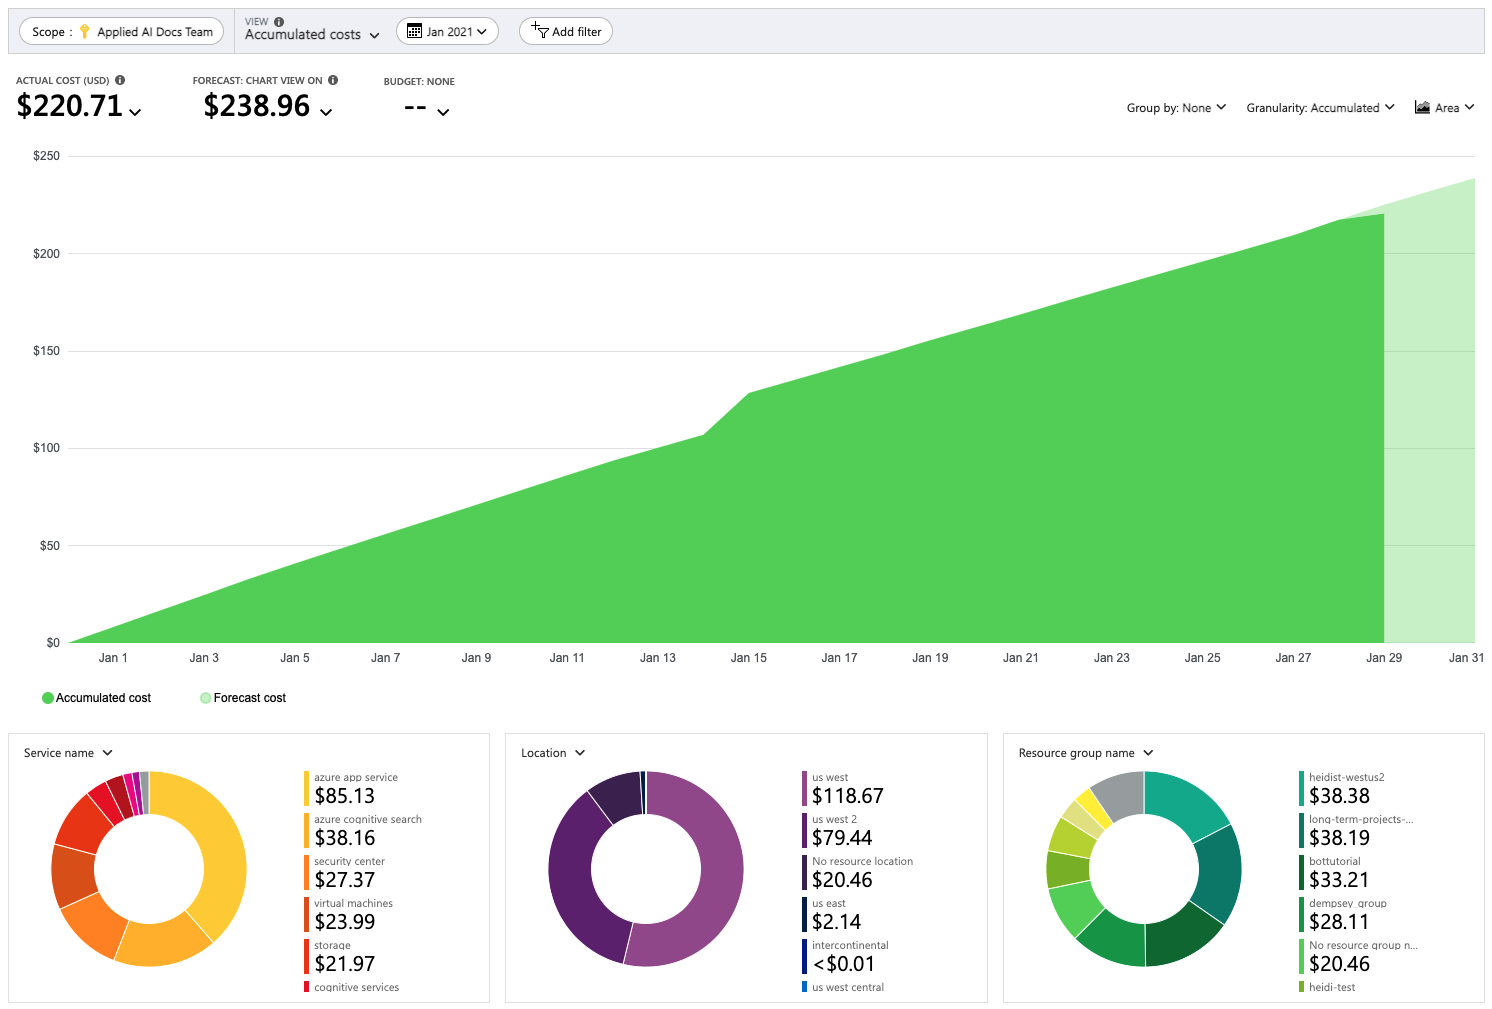 Scope : Applied AI Docs Team
VIEW
Accumulated costs
Jan 2021
Add filter
ACTUAL COST (USD)
$220.71
FORECAST: CHART VIEW ON
$238.96
BUDGET: NONE
--
Group by: None
Granularity: Accumulated
Area
$250
$200
$150
$100
$50
$0
Jan 1
Jan 3
Jan 5
Jan 7
Jan 9
Jan 11
Jan 13
Jan 15
Jan 17
Jan 19
Jan 21
Jan 23
Jan 25
Jan 27
Jan 29
Jan 31
Accumulated cost
Forecast cost
Service name
azure app service
$85.13
azure cognitive search
$38.16
security center
$27.37
virtual machines
$23.99
storage
$21.97
cognitive services
Location
us west
$118.67
us west 2
$79.44
No resource location
$20.46
us east
$2.14
intercontinental
<$0.01
us west central
Resource group name
heidist-westus2
$38.38
long-term-projects-...
$38.19
bottutorial
$33.21
dempsey_group
$28.11
No resource group n...
$20.46
heidi-test